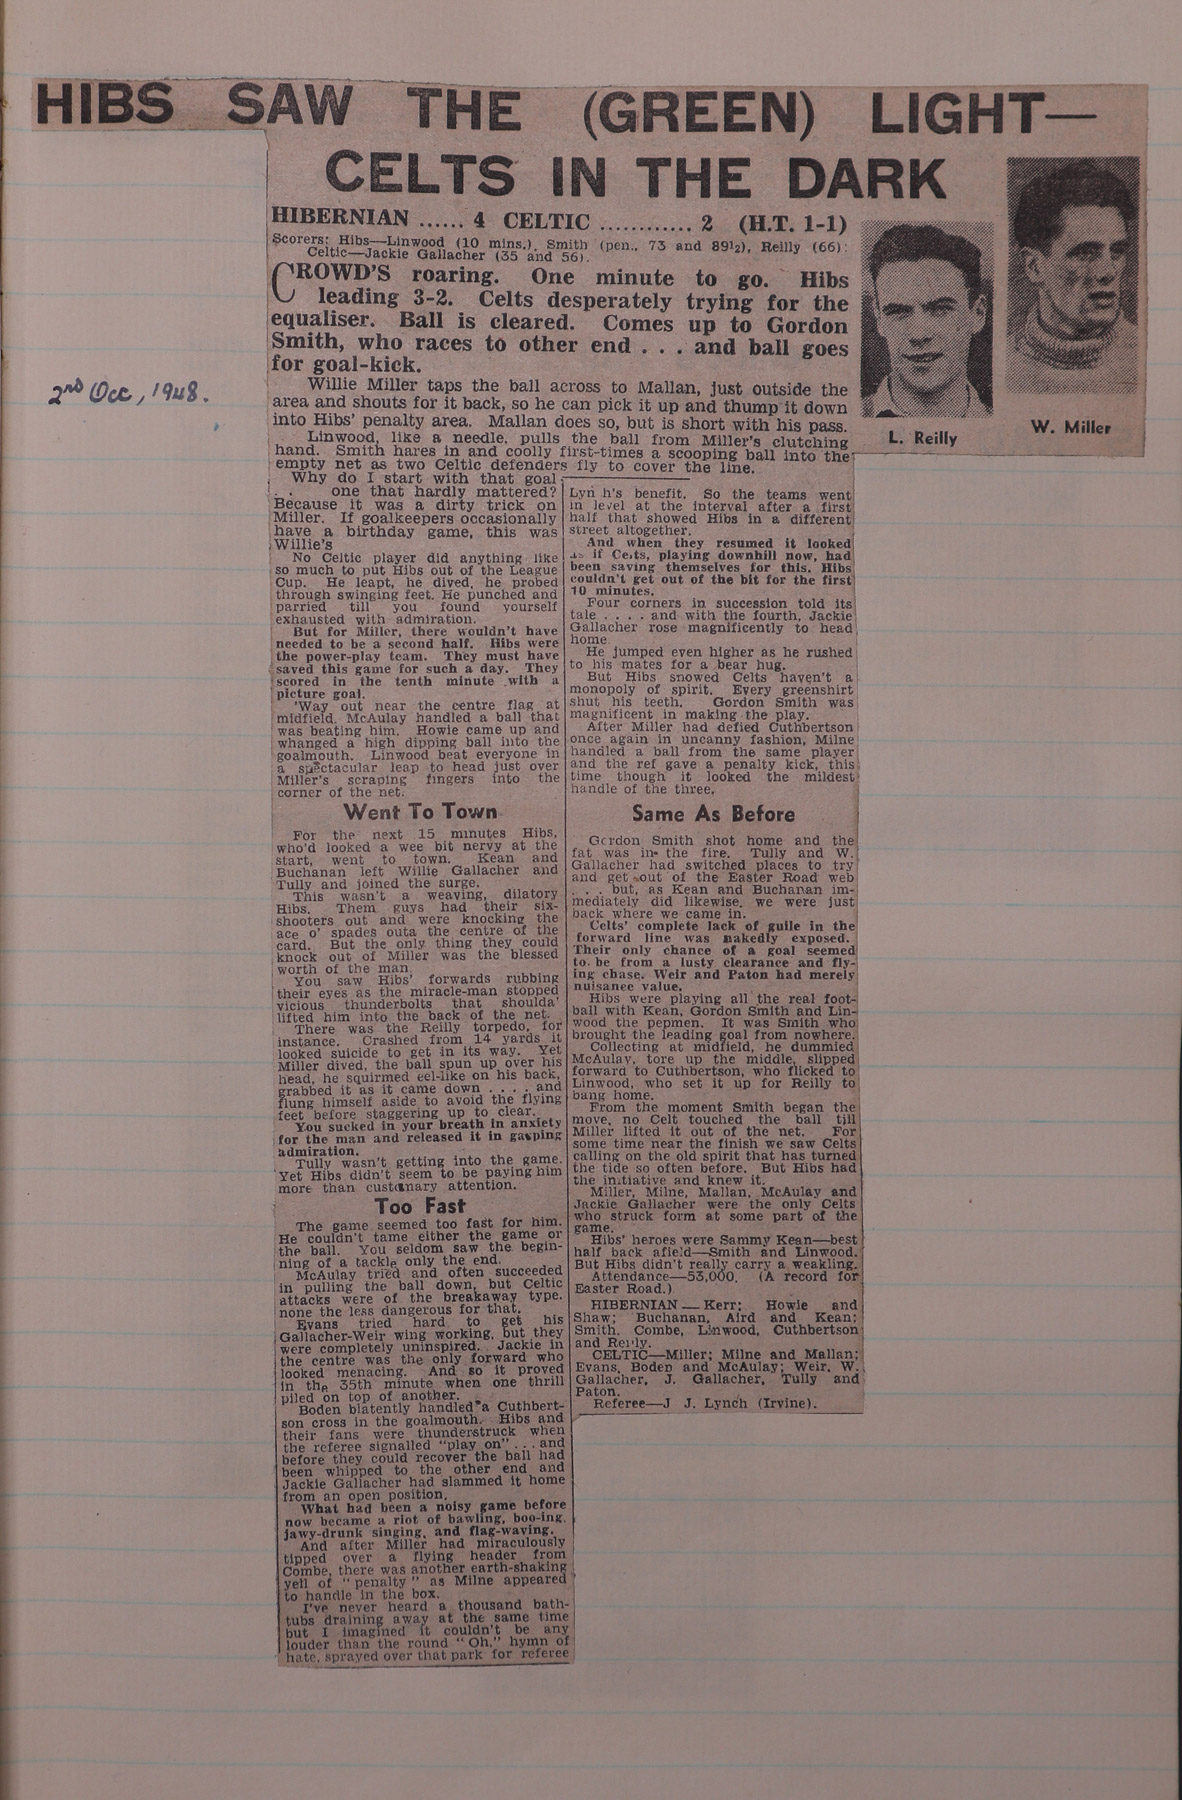 HIBS SAW THE (GREEN) LIGHT—
CELTS IN THE DARK
HIBERNIAN ...... 4 CELTIC ............ 2 (H.T. 1-1)
Scorers: Hibs—Linwood (10 mins.), Smith (pen., 73 and 89½), Reilly (66);
Celtic—Jackie Gallacher (35 and 56).
CROWD'S roaring. One minute to go. Hibs
leading 3-2. Celts desperately trying for the
equaliser. Ball is cleared. Comes up to Gordon
Smith, who races to other end . . . and ball goes
for goal-kick.
Willie Miller taps the ball across to Mallan, just outside the
area and shouts for it back, so he can pick it up and thump it down
into Hibs' penalty area. Mallan does so, but is short with his pass.
Linwood, like a needle, pulls the ball from Miller's clutching
hand. Smith hares in and coolly first-times a scooping ball into the
empty net as two Celtic defenders fly to cover the line.
L. Reilly
W. Miller
2nd Oct, 1948.
Why do I start with that goal
. . one that hardly mattered?
Because it was a dirty trick on
Miller. If goalkeepers occasionally
have a birthday game, this was
Willie's
No Celtic player did anything like
so much to put Hibs out of the League
Cup. He leapt, he dived, he probed
through swinging feet. He punched and
parried till you found yourself
exhausted with admiration.
But for Miller, there wouldn't have
needed to be a second half. Hibs were
the power-play team. They must have
saved this game for such a day. They
scored in the tenth minute with a
picture goal.
'Way out near the centre flag at
midfield, McAulay handled a ball that
was beating him. Howie came up and
whanged a high dipping ball into the
goalmouth. Linwood beat everyone in
a spectacular leap to head just over
Miller's scraping fingers into the
corner of the net.
Went To Town
For the next 15 minutes Hibs,
who'd looked a wee bit nervy at the
start, went to town. Kean and
Buchanan left Willie Gallacher and
Tully and joined the surge.
This wasn't a weaving, dilatory
Hibs. Them guys had their six-
shooters out and were knocking the
ace o' spades outa the centre of the
card. But the only thing they could
knock out of Miller was the blessed
worth of the man.
You saw Hibs' forwards rubbing
their eyes as the miracle-man stopped
vicious thunderbolts that shoulda'
lifted him into the back of the net.
There was the Reilly torpedo, for
instance. Crashed from 14 yards it
looked suicide to get in its way. Yet
Miller dived, the ball spun up over his
head, he squirmed eel-like on his back,
grabbed it as it came down . . . . and
flung himself aside to avoid the flying
feet before staggering up to clear.
You sucked in your breath in anxiety
for the man and released it in gasping
admiration.
Tully wasn't getting into the game.
Yet Hibs didn't seem to be paying him
more than customary attention.
Too Fast
The game seemed too fast for him.
He couldn't tame either the game or
the ball. You seldom saw the begin-
ning of a tackle only the end.
McAulay tried and often succeeded
in pulling the ball down, but Celtic
attacks were of the breakaway type.
none the less dangerous for that.
Evans tried hard to get his
Gallacher-Weir wing working, but they
were completely uninspired. Jackie in
the centre was the only forward who
looked menacing. And so it proved
in the 35th minute when one thrill
piled on top of another.
Boden blatently handled a Cuthbert-
son cross in the goalmouth. Hibs and
their fans were thunderstruck when
the referee signalled "play on" . . . and
before they could recover the ball had
been whipped to the other end and
Jackie Gallacher had slammed it home
from an open position.
What had been a noisy game before
now became a riot of bawling, boo-ing,
jawy-drunk singing, and flag-waving.
And after Miller had miraculously
tipped over a flying header from
Combe, there was another earth-shaking
yell of "penalty" as Milne appeared
to handle in the box.
I've never heard a thousand bath-
tubs draining away at the same time
but I imagined it couldn't be any
louder than the round "Oh," hymn of
hate, sprayed over that park for referee
Lyn h's benefit. So the teams went
in level at the interval after a first
half that showed Hibs in a different
street altogether.
And when they resumed it looked
as if Celts, playing downhill now, had
been saving themselves for this. Hibs
couldn't get out of the bit for the first
10 minutes.
Four corners in succession told its
tale . . . . and with the fourth, Jackie
Gallacher rose magnificently to head
home.
He jumped even higher as he rushed
to his mates for a bear hug.
But Hibs snowed Celts haven't a
monopoly of spirit. Every greenshirt
shut his teeth. Gordon Smith was
magnificent in making the play.
After Miller had defied Cuthbertson
once again in uncanny fashion, Milne
handled a ball from the same player
and the ref gave a penalty kick, this
time though it looked the mildest
handle of the three.
Same As Before
Gordon Smith shot home and the
fat was in the fire. Tully and W.
Gallacher had switched places to try
and get out of the Easter Road web
. . . but, as Kean and Buchanan im-
mediately did likewise, we were just
back where we came in.
Celts' complete lack of guile in the
forward line was nakedly exposed.
Their only chance of a goal seemed
to be from a lusty clearance and fly-
ing chase. Weir and Paton had merely
nuisance value.
Hibs were playing all the real foot-
ball with Kean, Gordon Smith and Lin-
wood the pepmen. It was Smith who
brought the leading goal from nowhere.
Collecting at midfield, he dummied
McAulay, tore up the middle, slipped
forward to Cuthbertson, who flicked to
Linwood, who set it up for Reilly to
bang home.
From the moment Smith began the
move, no Celt touched the ball till
Miller lifted it out of the net. For
some time near the finish we saw Celts
calling on the old spirit that has turned
the tide so often before. But Hibs had
the initiative and knew it.
Miller, Milne, Mallan, McAulay and
Jackie Gallacher were the only Celts
who struck form at some part of the
game.
Hibs' heroes were Sammy Kean—best
half back afield—Smith and Linwood.
But Hibs didn't really carry a weakling.
Attendance—53,000. (A record for
Easter Road.)
HIBERNIAN — Kerr; Howie and
Shaw; Buchanan, Aird and Kean;
Smith, Combe, Linwood, Cuthbertson
and Reilly.
CELTIC—Miller; Milne and Mallan;
Evans, Boden and McAulay; Weir, W.
Gallacher, J. Gallacher, Tully and
Paton.
Referee—J J. Lynch (Irvine).